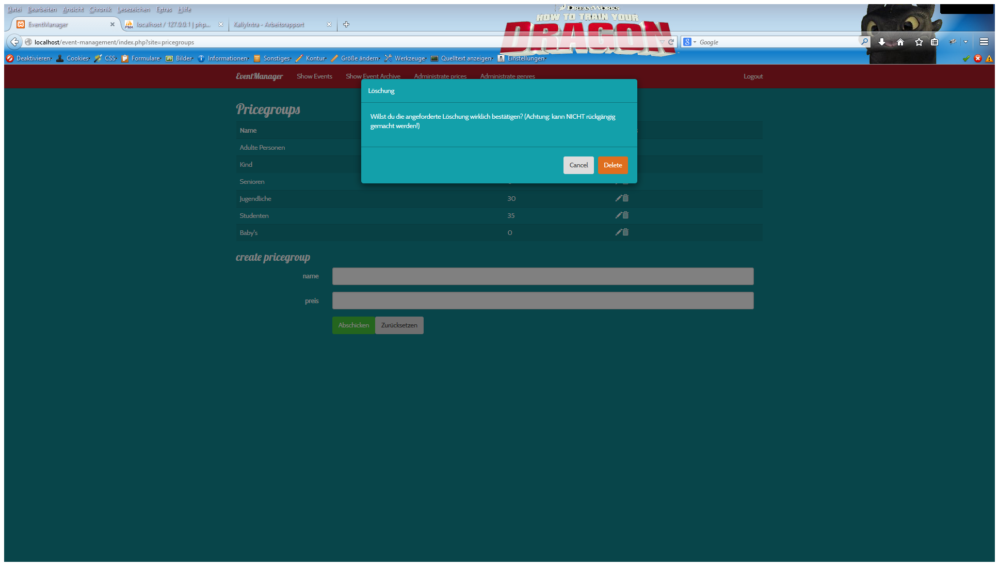 Datei Bearbeiten Ansicht Chronik Lesezeichen Extras Hilfe
DREAMWORKS
HOW TO TRAIN YOUR
DRAGON
EventManager
PMA localhost / 127.0.0.1 | php...
KallyIntra - Arbeitsrapport
localhost/event-management/index.php?site=pricegroups
8 Google
Deaktivieren Cookies CSS Formulare Bilder Informationen Sonstiges Kontur Größe ändern Werkzeuge Quelltext anzeigen Einstellungen
EventManager Show Events Show Event Archive Administrate prices Administrate genres Logout
Löschung
Willst du die angeforderte Löschung wirklich bestätigen? (Achtung: kann NICHT rückgängig
gemacht werden!)
Cancel Delete
Pricegroups
Name
Adulte Personen
Kind
Senioren
Jugendliche 30
Studenten 35
Baby's 0
create pricegroup
name
preis
Abschicken Zurücksetzen